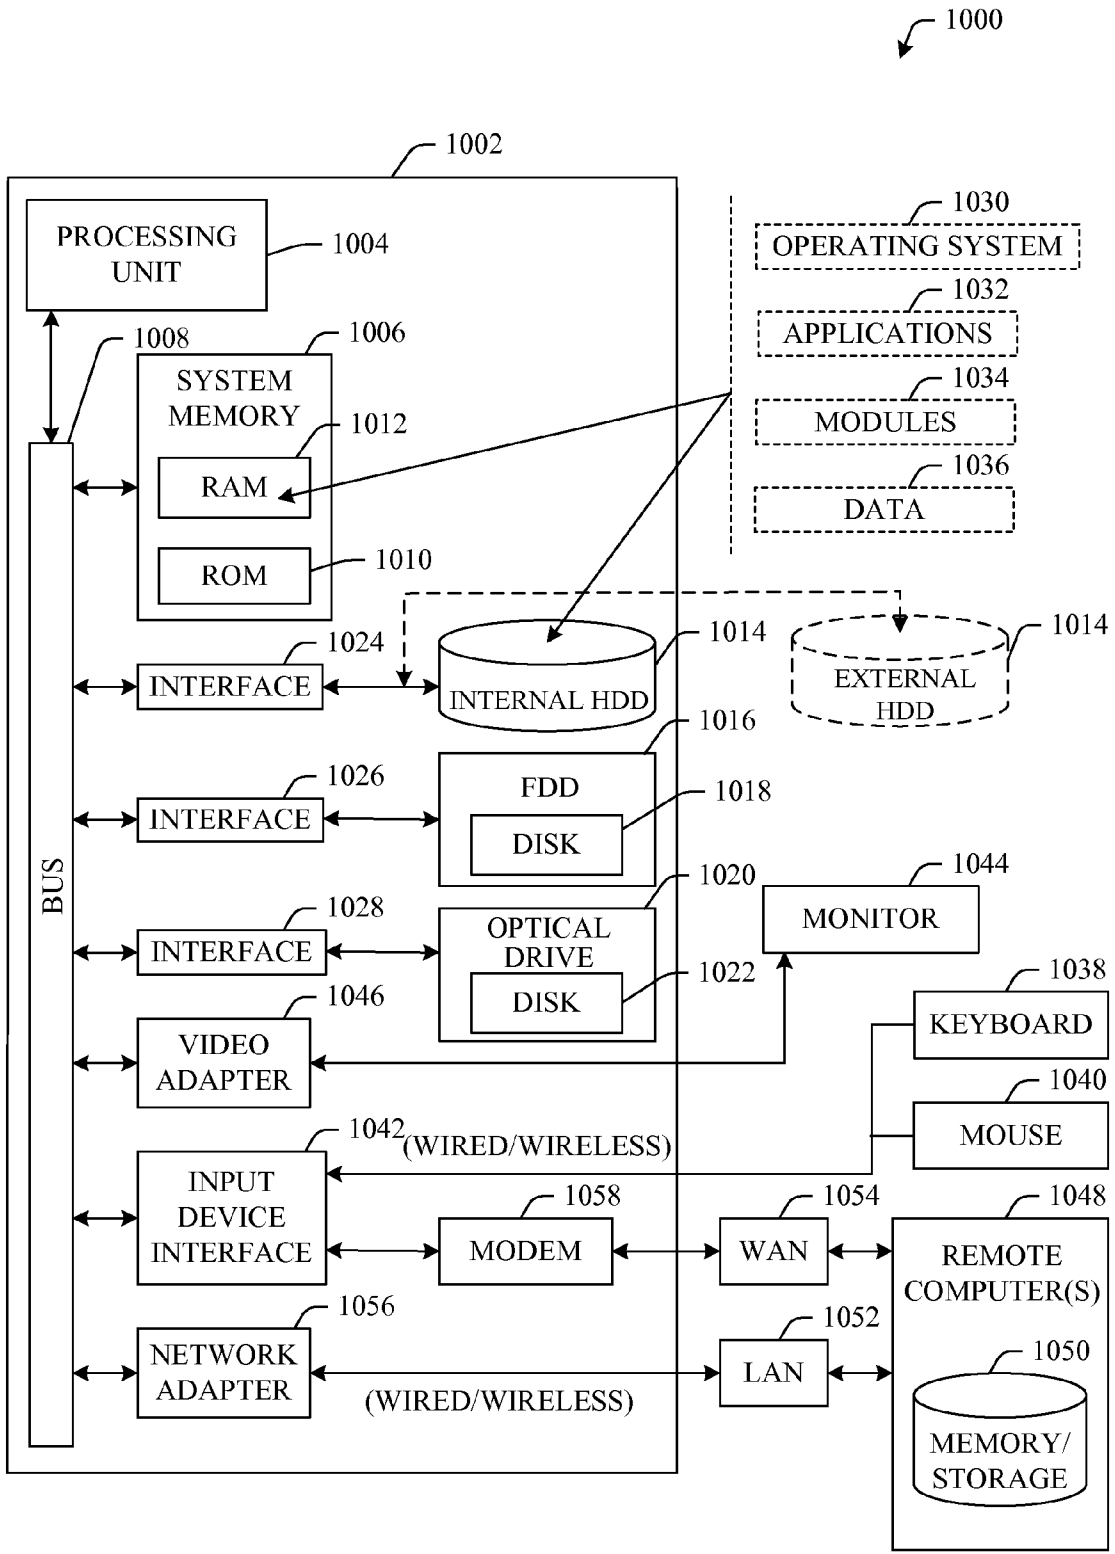 1000
1002
PROCESSING
UNIT
1004
1030
OPERATING SYSTEM
1032
APPLICATIONS
1034
MODULES
1036
DATA
1008
1006
SYSTEM
MEMORY
1012
RAM
1010
ROM
1024
INTERFACE
INTERNAL HDD
1014
EXTERNAL
HDD
1014
1016
FDD
1026
INTERFACE
1018
DISK
BUS
1020
OPTICAL
DRIVE
1028
INTERFACE
1022
DISK
1044
MONITOR
1046
VIDEO
ADAPTER
1038
KEYBOARD
1040
MOUSE
1042
(WIRED/WIRELESS)
INPUT
DEVICE
INTERFACE
1058
MODEM
1054
WAN
1048
REMOTE
COMPUTER(S)
1056
NETWORK
ADAPTER
(WIRED/WIRELESS)
1052
LAN
1050
MEMORY/
STORAGE